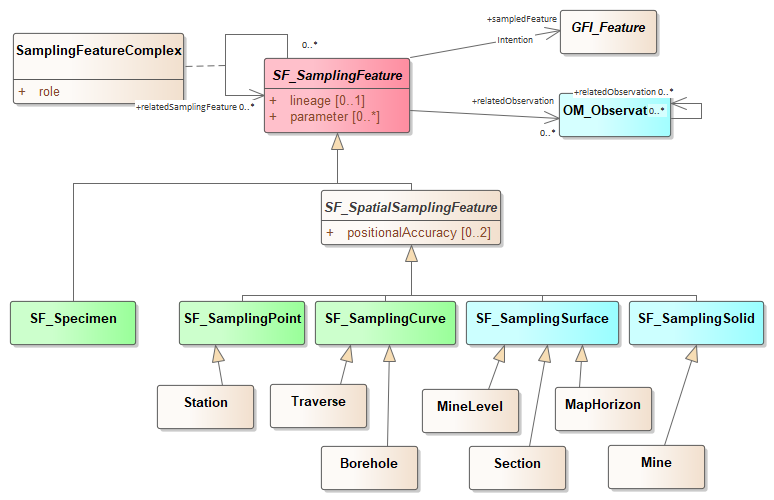 +sampledFeature
GFI_Feature
Intention
0..*
SamplingFeatureComplex
+ role
SF_SamplingFeature
+ lineage [0..1]
+ parameter [0..*]
+relatedSamplingFeature 0..*
+relatedObservation
0..*
+relatedObservation 0..*
OM_Observat
0..*
SF_SpatialSamplingFeature
+ positionalAccuracy [0..2]
SF_Specimen
SF_SamplingPoint
SF_SamplingCurve
SF_SamplingSurface
SF_SamplingSolid
Station
Traverse
MineLevel
MapHorizon
Borehole
Section
Mine